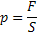 p = F/S